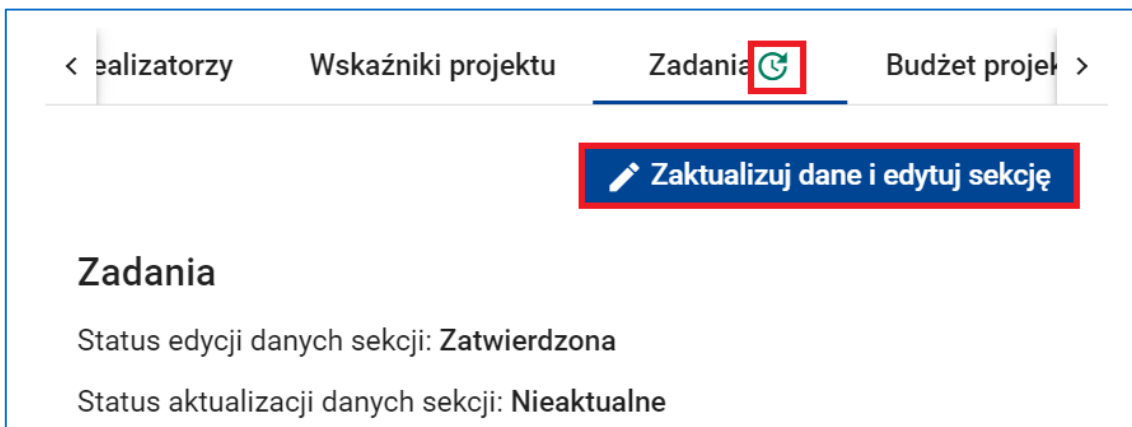 ealizatorzy Wskaźniki projektu Zadania Budżet projek
Zaktualizuj dane i edytuj sekcję
Zadania
Status edycji danych sekcji: Zatwierdzona
Status aktualizacji danych sekcji: Nieaktualne